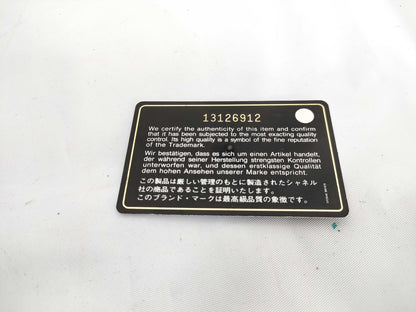 13126912
We certify the authenticity of this item and confirm
that it has been subjected to the most exacting quality
control. Its high quality is a symbol of the fine reputation
of the Trademark.
Wir bestätigen, dass es sich um einen Artikel handelt,
der während seiner Herstellung strengsten Kontrollen
unterworfen war, und dessen erstklassige Qualität
dem hohen Ansehen unserer Marke entspricht.
この製品は厳しい管理のもとに製造されたシャネル
社の商品であることを証明いたします。
このブランド・マークは最高級品質の象徴です。